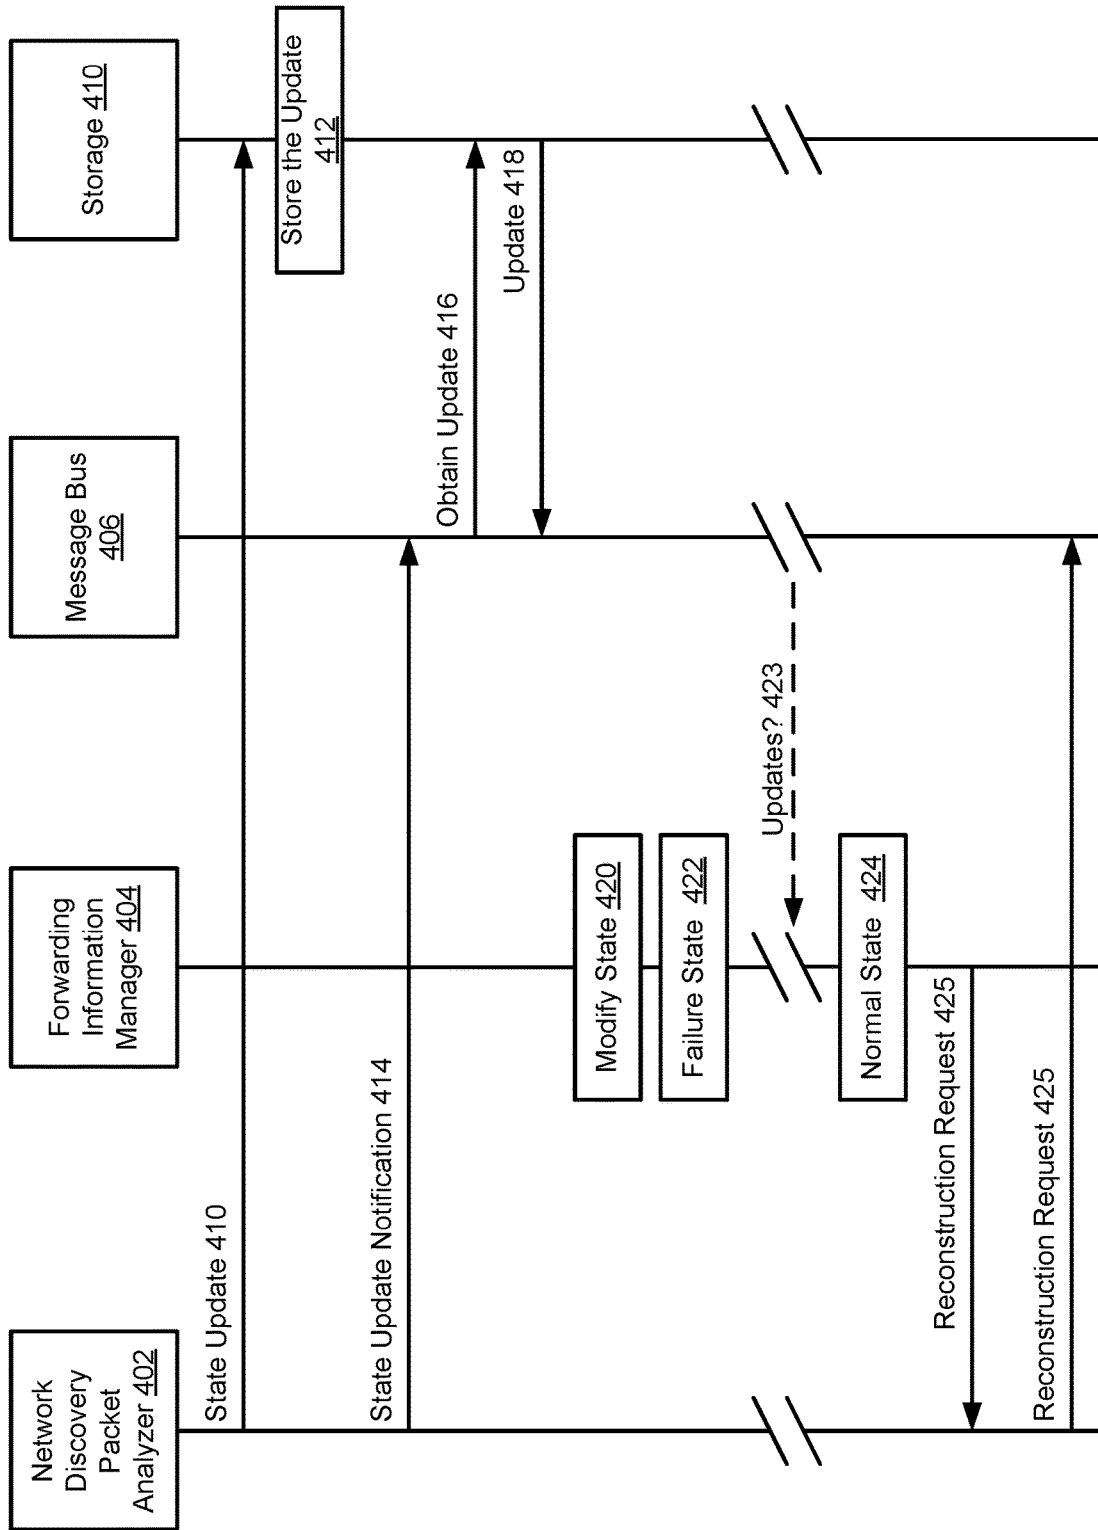 Network
Discovery
Packet
Analyzer 402
Forwarding
Information
Manager 404
Message Bus
406
Storage 410
State Update 410
Store the Update
412
State Update Notification 414
Obtain Update 416
Update 418
Modify State 420
Failure State 422
Updates? 423
Normal State 424
Reconstruction Request 425
Reconstruction Request 425